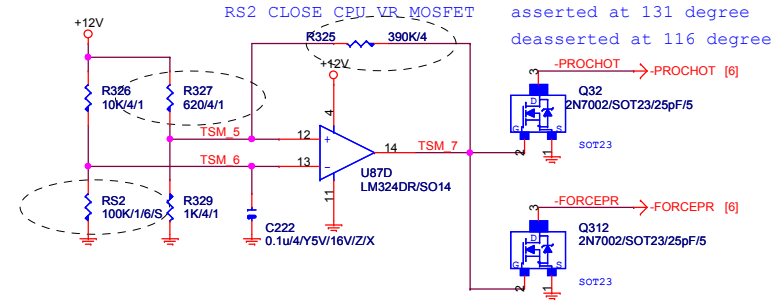 RS2 CLOSE CPU VR MOSFET
asserted at 131 degree
deasserted at 116 degree
+12V
R325
390K/4
+12V
-PROCHOT
-PROCHOT [6]
R326
10K/4/1
R327
620/4/1
3
Q32
2N7002/SOT23/25pF/5
D
G
S
SOT23
2
1
4
TSM_5
12
+
TSM_6
13
-
14
TSM_7
U87D
LM324DR/SO14
11
RS2
100K/1/6/S
R329
1K/4/1
C222
0.1u/4/Y5V/16V/Z/X
-FORCEPR
-FORCEPR [6]
3
Q312
2N7002/SOT23/25pF/5
D
G
S
SOT23
2
1